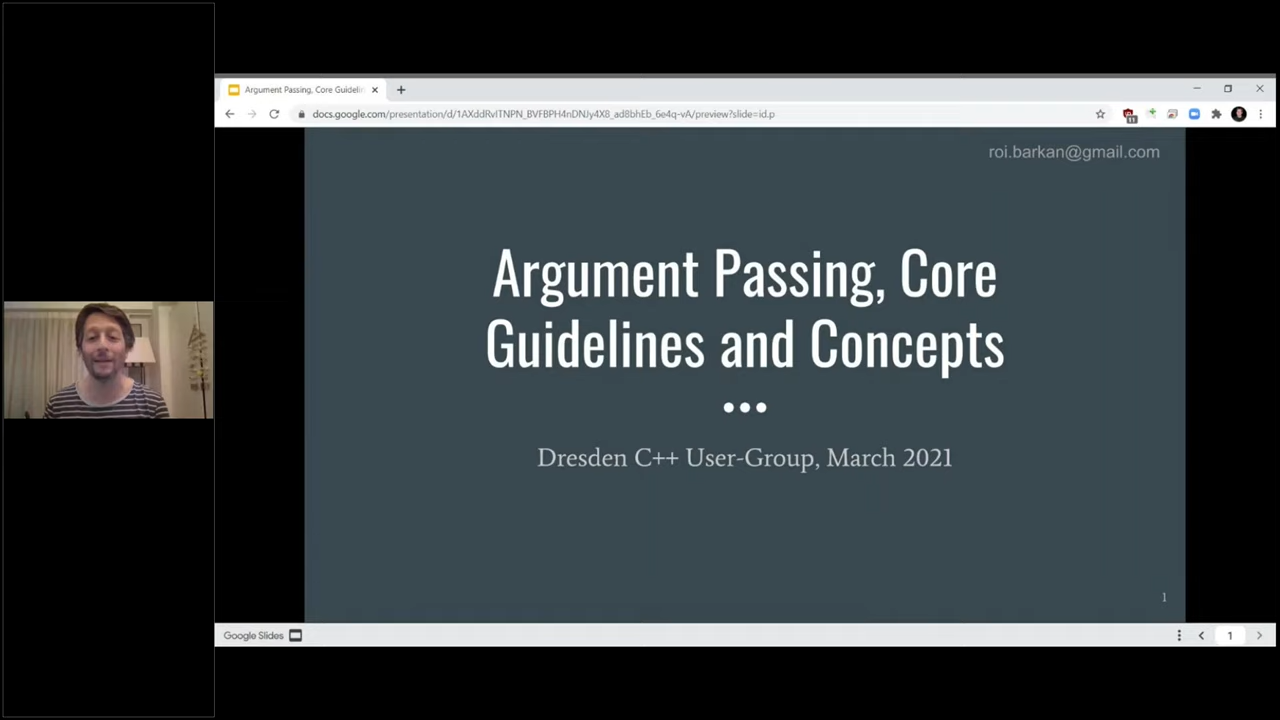 Argument Passing, Core Guidelin
docs.google.com/presentation/d/1AXddRvITNPN_BVFBPH4nDNJy4X8_ad8bhEb_6e4q-vA/preview?slide=id.p
11
roi.barkan@gmail.com
Argument Passing, Core
Guidelines and Concepts
Dresden C++ User-Group, March 2021
1
Google Slides
1